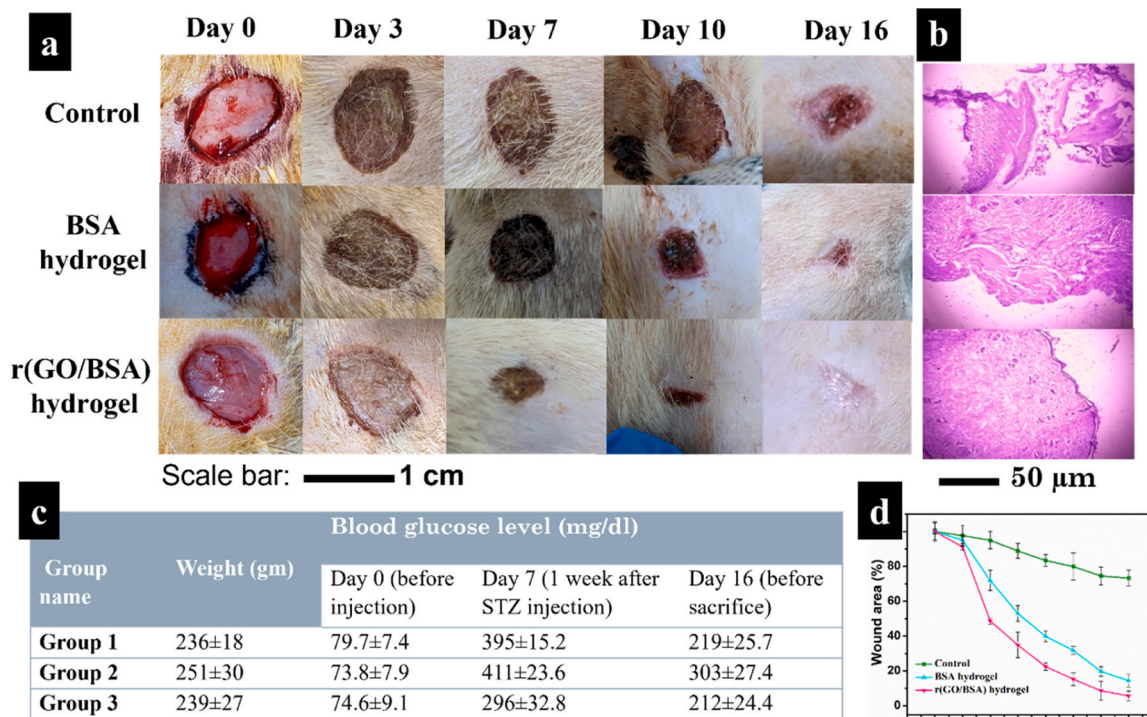 a
Day 0 Day 3 Day 7 Day 10 Day 16
b
Control
BSA
hydrogel
r(GO/BSA)
hydrogel
Scale bar: 1 cm
50 μm
c
Blood glucose level (mg/dl)
Group
name
Weight (gm)
Day 0 (before
injection)
Day 7 (1 week after
STZ injection)
Day 16 (before
sacrifice)
Group 1 236±18 79.7±7.4 395±15.2 219±25.7
Group 2 251±30 73.8±7.9 411±23.6 303±27.4
Group 3 239±27 74.6±9.1 296±32.8 212±24.4
d
Wound area (%)
80
60
40
20
0
Control
BSA hydrogel
r(GO/BSA) hydrogel